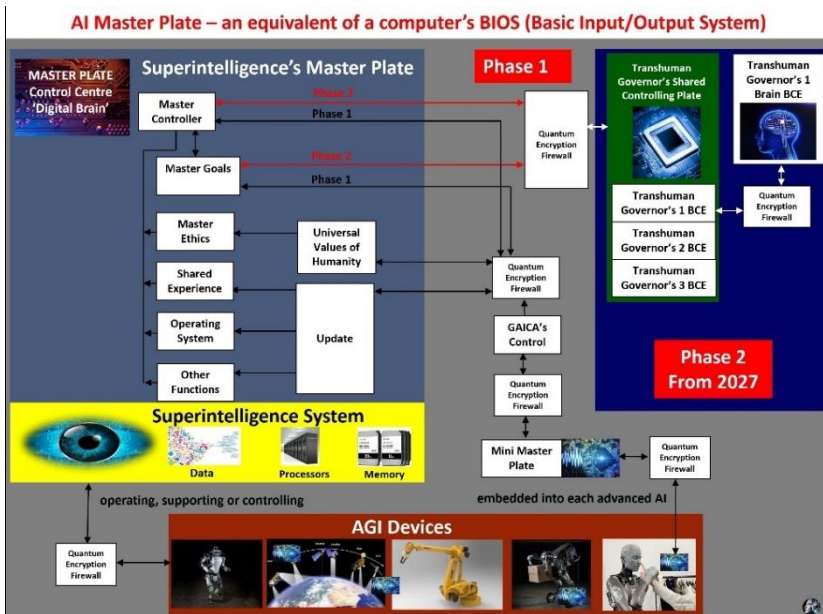 AI Master Plate – an equivalent of a computer's BIOS (Basic Input/Output System)
MASTER PLATE
Control Centre
'Digital Brain'
Superintelligence's Master Plate
Master
Controller
Phase 2
Phase 1
Master Goals
Phase 2
Phase 1
Master
Ethics
Universal
Values of
Humanity
Shared
Experience
Operating
System
Update
Other
Functions
Superintelligence System
Data
Processors
Memory
Phase 1
Quantum
Encryption
Firewall
Quantum
Encryption
Firewall
GAICA's
Control
Quantum
Encryption
Firewall
Mini Master
Plate
Quantum
Encryption
Firewall
Transhuman
Governor's Shared
Controlling Plate
Transhuman
Governor's 1 BCE
Transhuman
Governor's 2 BCE
Transhuman
Governor's 3 BCE
Transhuman
Governor's 1
Brain BCE
Quantum
Encryption
Firewall
Phase 2
From 2027
operating, supporting or controlling
embedded into each advanced AI
Quantum
Encryption
Firewall
AGI Devices